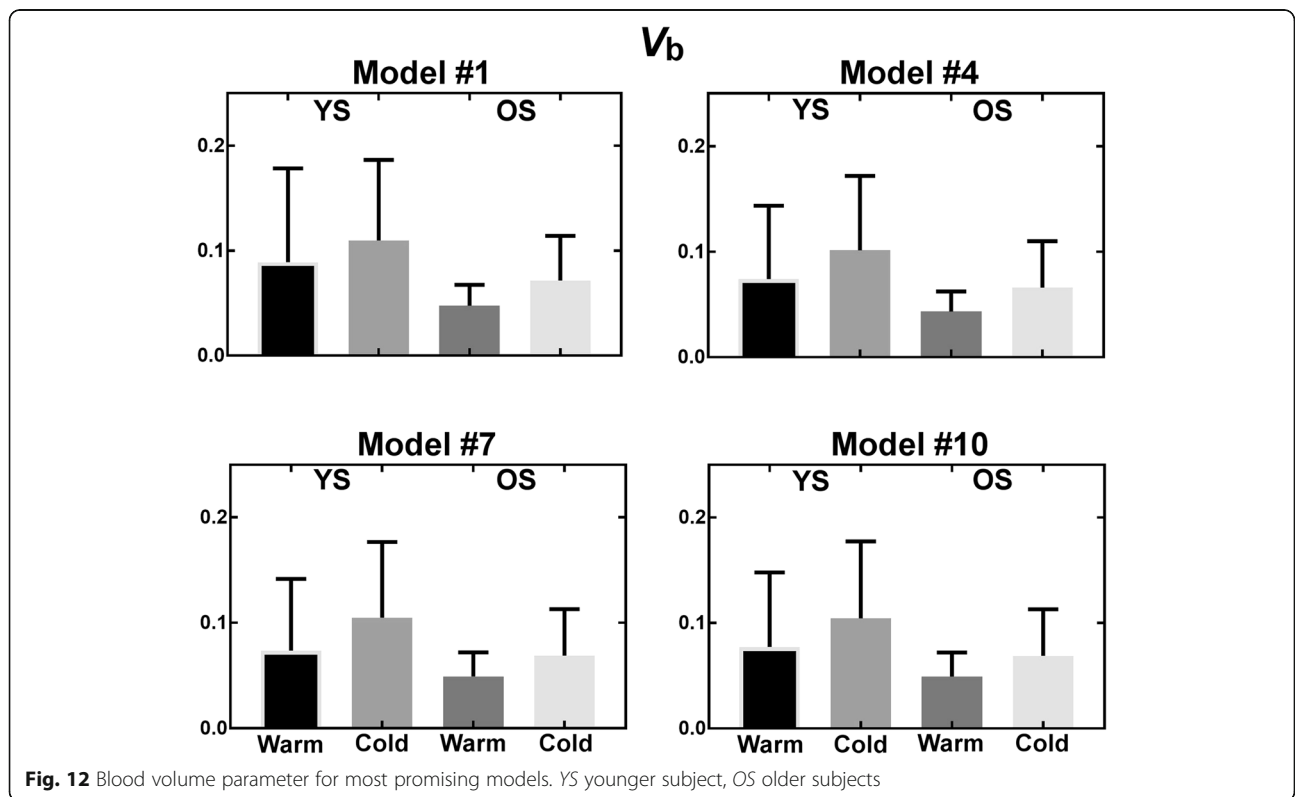 Vb
Model #1
YS OS
0.2
0.1
0.0
Model #4
YS OS
0.2
0.1
0.0
Model #7
YS OS
0.2
0.1
0.0
Warm Cold Warm Cold
Model #10
YS OS
0.2
0.1
0.0
Warm Cold Warm Cold
Fig. 12 Blood volume parameter for most promising models. YS younger subject, OS older subjects